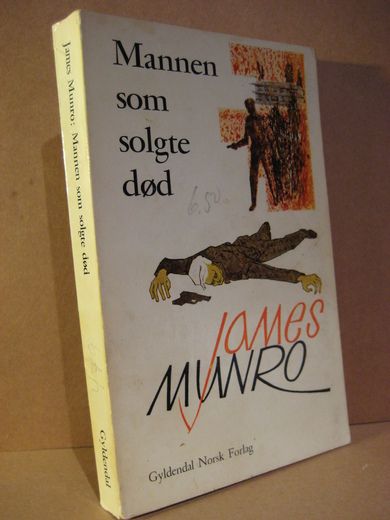 Mannen
som
solgte
død
6.50.
James
MUNRO
Gyldendal Norsk Forlag
James Munro: Mannen som solgte død
Gyldendal